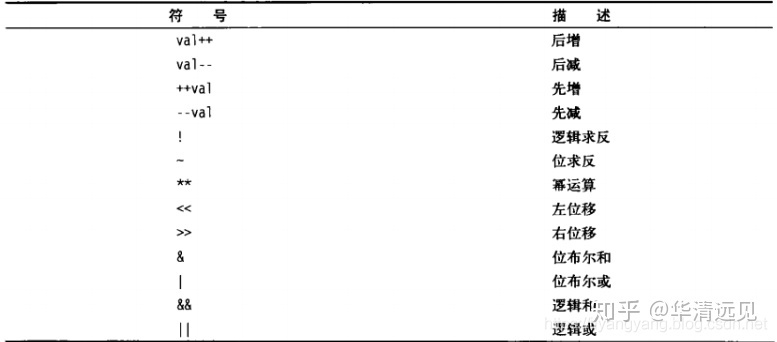 符 号 描 述
val++ 后增
val-- 后减
++val 先增
--val 先减
! 逻辑求反
~ 位求反
** 幂运算
<< 左位移
>> 右位移
& 位布尔和
| 位布尔或
&& 逻辑和
|| 逻辑或
知乎 @华清远见